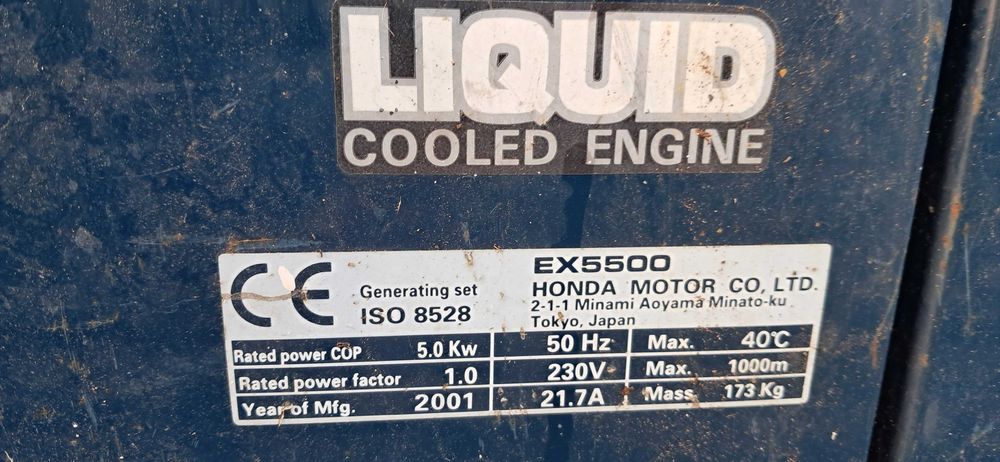 LIQUID
COOLED ENGINE
CE Generating set
ISO 8528
EX5500
HONDA MOTOR CO, LTD.
2-1-1 Minami Aoyama Minato-ku
Tokyo, Japan
Rated power COP 5.0 Kw 50 Hz Max. 40°C
Rated power factor 1.0 230V Max. 1000m
Year of Mfg. 2001 21.7A Mass 173 Kg